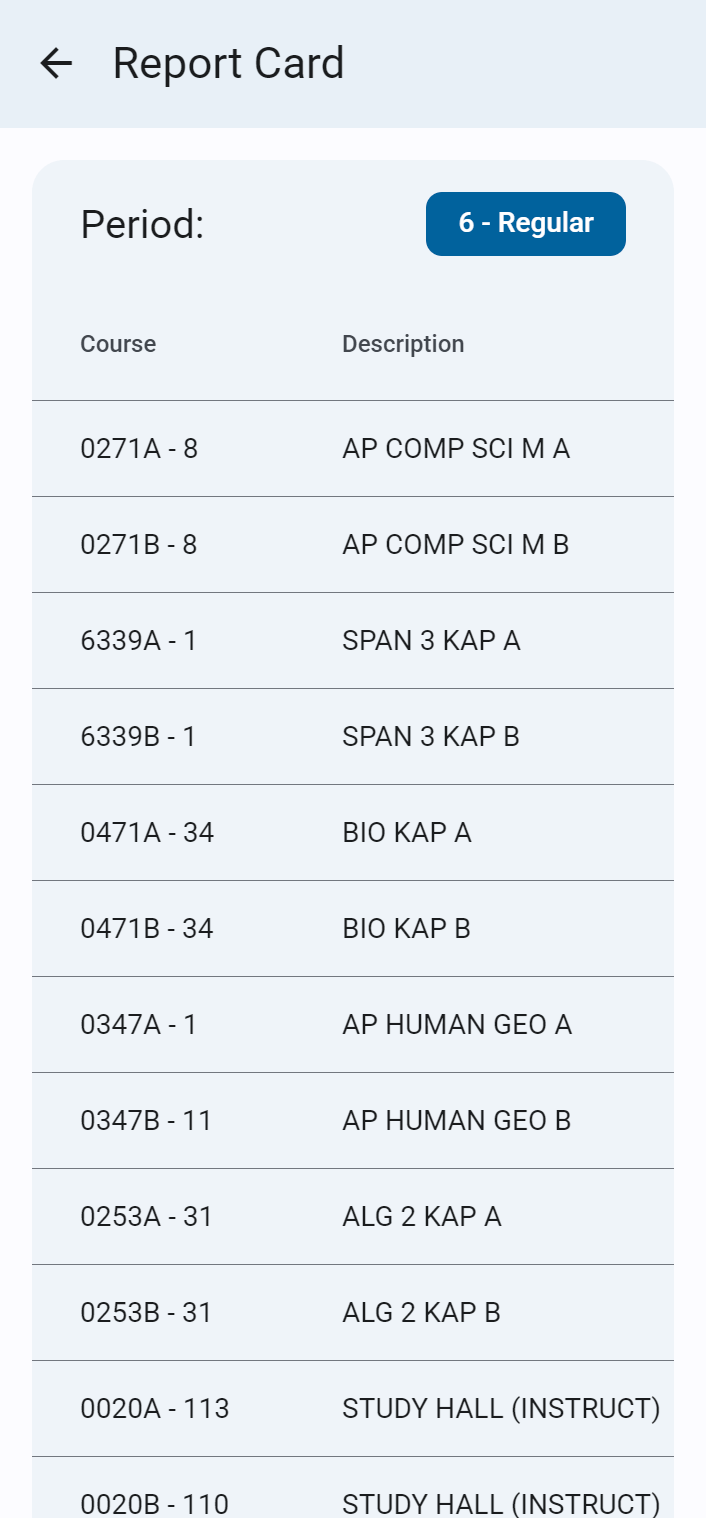 Report Card
Period:
6 - Regular
Course Description
0271A - 8 AP COMP SCI M A
0271B - 8 AP COMP SCI M B
6339A - 1 SPAN 3 KAP A
6339B - 1 SPAN 3 KAP B
0471A - 34 BIO KAP A
0471B - 34 BIO KAP B
0347A - 1 AP HUMAN GEO A
0347B - 11 AP HUMAN GEO B
0253A - 31 ALG 2 KAP A
0253B - 31 ALG 2 KAP B
0020A - 113 STUDY HALL (INSTRUCT)
0020B - 110 STUDY HALL (INSTRUCT)